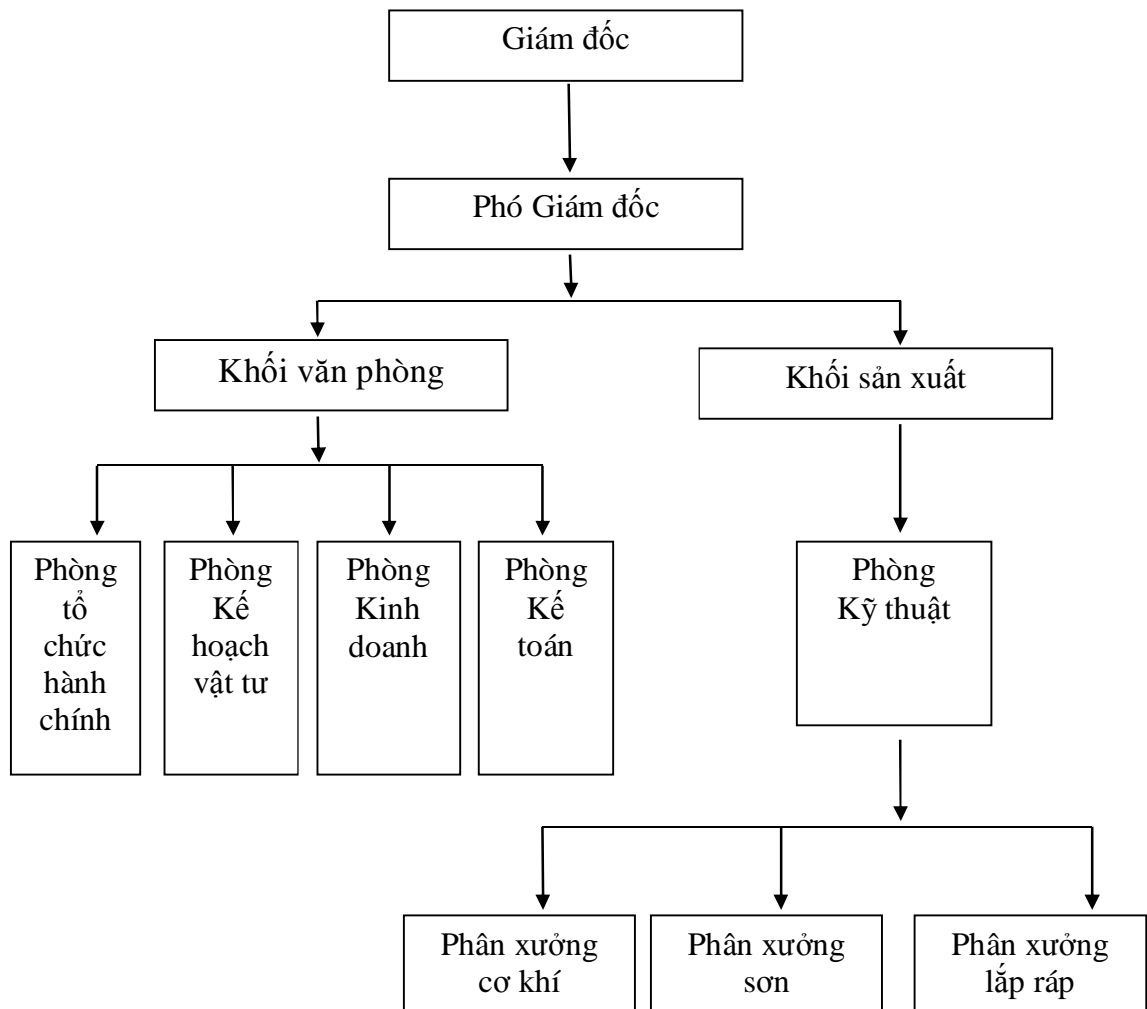 Giám đốc
Phó Giám đốc
Khối văn phòng
Khối sản xuất
Phòng
tổ
chức
hành
chính
Phòng
Kế
hoạch
vật tư
Phòng
Kinh
doanh
Phòng
Kế
toán
Phòng
Kỹ thuật
Phân xưởng
cơ khí
Phân xưởng
sơn
Phân xưởng
lắp ráp